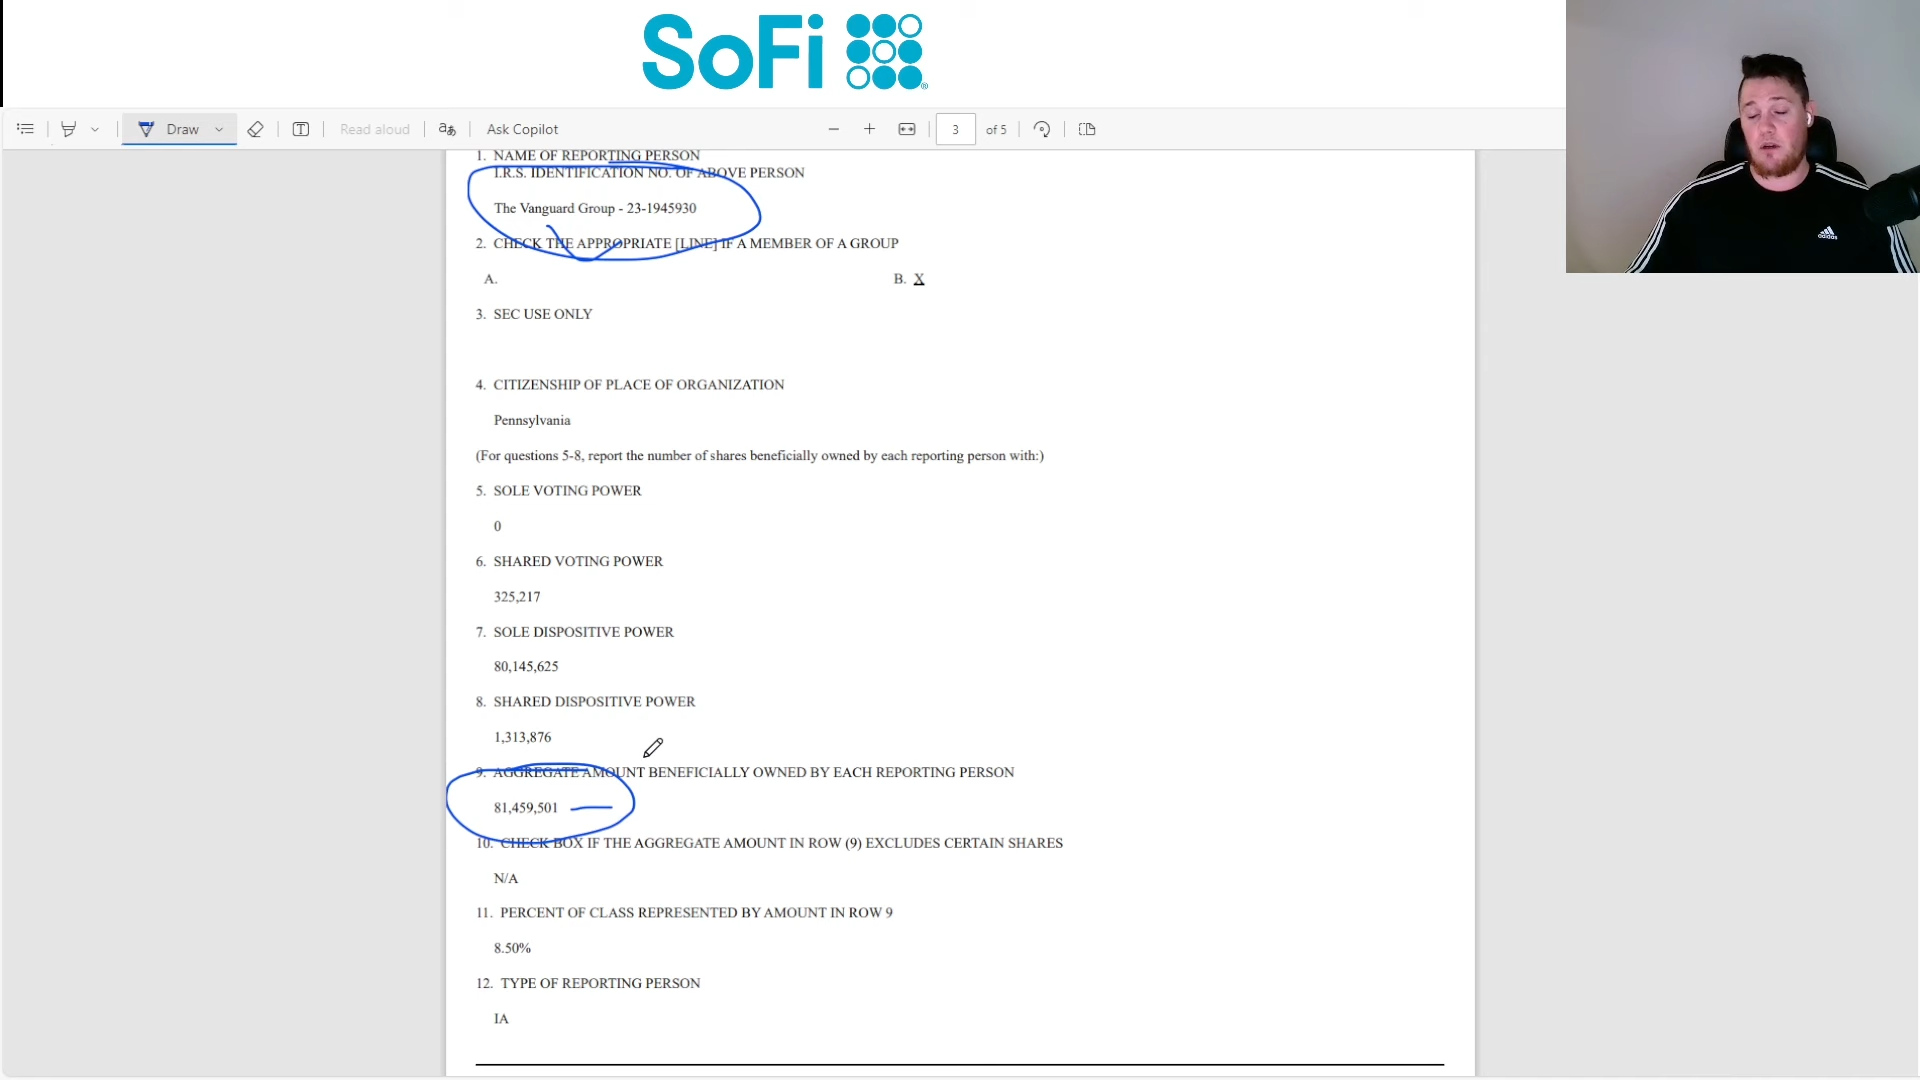 SoFi
Draw
Read aloud
Ask Copilot
3 of 5
1. NAME OF REPORTING PERSON
I.R.S. IDENTIFICATION NO. OF ABOVE PERSON
The Vanguard Group - 23-1945930
2. CHECK THE APPROPRIATE [LINE] IF A MEMBER OF A GROUP
A. B. X
3. SEC USE ONLY
4. CITIZENSHIP OF PLACE OF ORGANIZATION
Pennsylvania
(For questions 5-8, report the number of shares beneficially owned by each reporting person with:)
5. SOLE VOTING POWER
0
6. SHARED VOTING POWER
325,217
7. SOLE DISPOSITIVE POWER
80,145,625
8. SHARED DISPOSITIVE POWER
1,313,876
9. AGGREGATE AMOUNT BENEFICIALLY OWNED BY EACH REPORTING PERSON
81,459,501
10. CHECK BOX IF THE AGGREGATE AMOUNT IN ROW (9) EXCLUDES CERTAIN SHARES
N/A
11. PERCENT OF CLASS REPRESENTED BY AMOUNT IN ROW 9
8.50%
12. TYPE OF REPORTING PERSON
IA
adidas